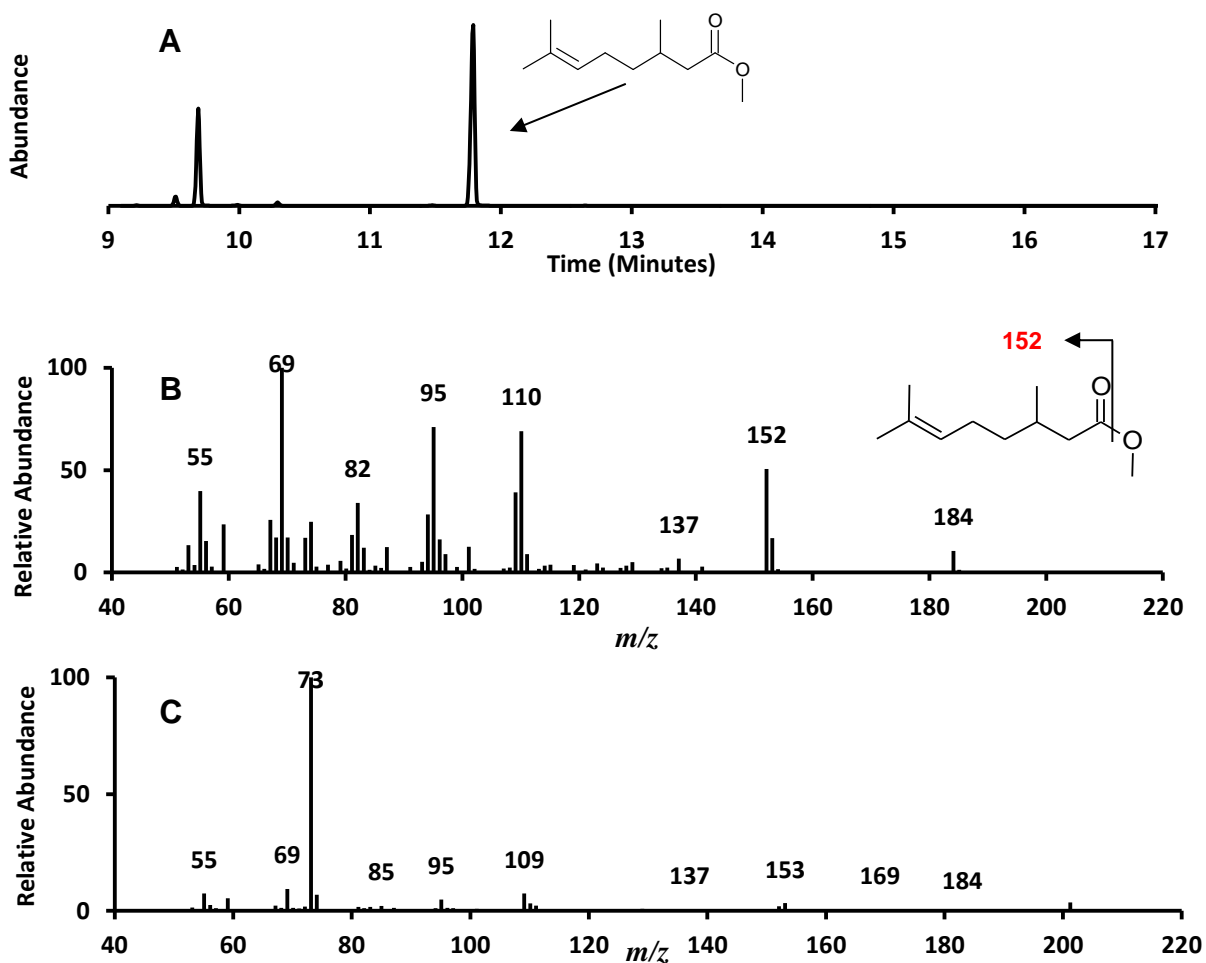 A
O
O
Abundance
9 10 11 12 13 14 15 16 17
Time (Minutes)
152
B
O
O
Relative Abundance
100
50
0
55 69 82 95 110 137 152 184
40 60 80 100 120 140 160 180 200 220
m/z
C
Relative Abundance
100
50
0
73
55 69 85 95 109 137 153 169 184
40 60 80 100 120 140 160 180 200 220
m/z